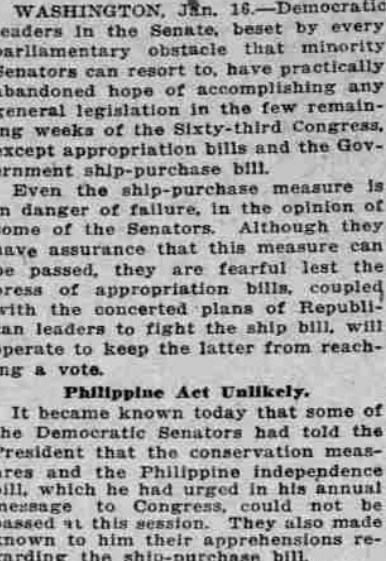 WASHINGTON, Jan. 16.—Democratic
leaders in the Senate, beset by every
parliamentary obstacle that minority
Senators can resort to, have practically
abandoned hope of accomplishing any
general legislation in the few remain-
ing weeks of the Sixty-third Congress,
except appropriation bills and the Gov-
ernment ship-purchase bill.
Even the ship-purchase measure is
in danger of failure, in the opinion of
some of the Senators. Although they
have assurance that this measure can
be passed, they are fearful lest the
press of appropriation bills, coupled
with the concerted plans of Republi-
can leaders to fight the ship bill, will
operate to keep the latter from reach-
ing a vote.
Philippine Act Unlikely.
It became known today that some of
the Democratic Senators had told the
President that the conservation meas-
ures and the Philippine independence
bill, which he had urged in his annual
message to Congress, could not be
passed at this session. They also made
known to him their apprehensions re-
garding the ship-purchase bill.